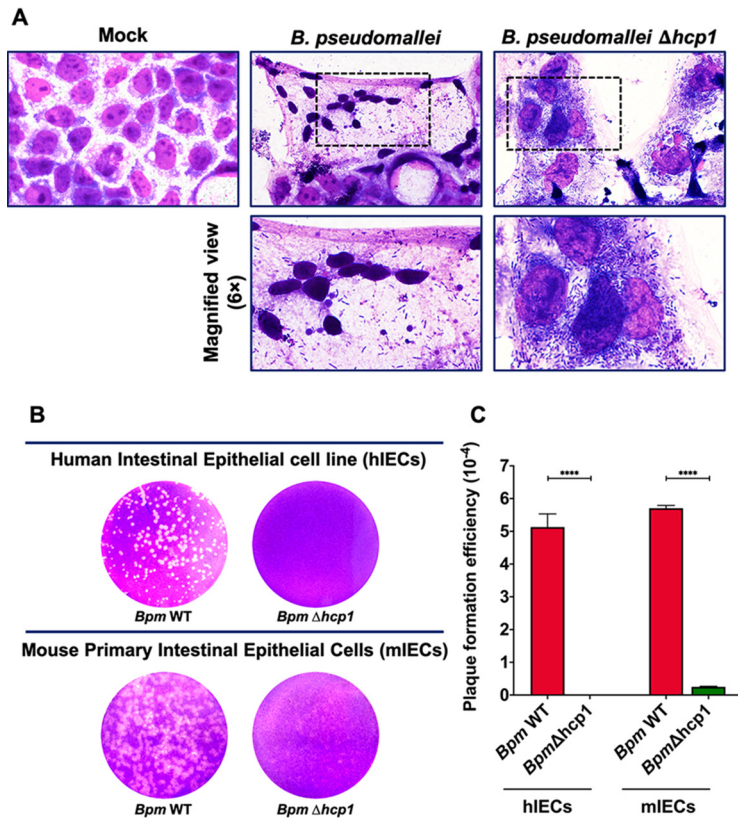 A
Mock
B. pseudomallei
B. pseudomallei Δhcp1
Magnified view
(6×)
B
Human Intestinal Epithelial cell line (hIECs)
Bpm WT
Bpm Δhcp1
Mouse Primary Intestinal Epithelial Cells (mIECs)
Bpm WT
Bpm Δhcp1
C
Plaque formation efficiency (10-4)
7
6
5
4
3
2
1
0
****
****
Bpm WT
BpmΔhcp1
Bpm WT
BpmΔhcp1
hIECs
mIECs